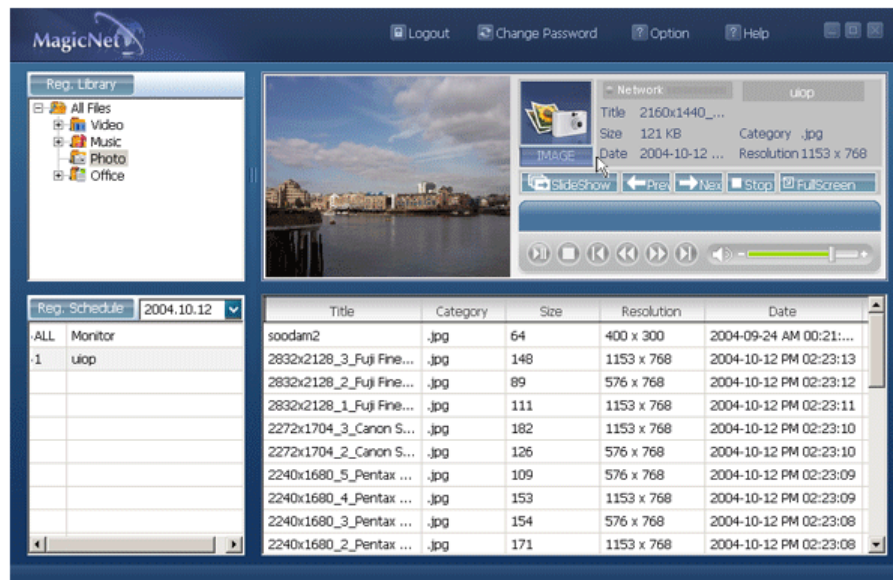 MagicNet
Logout Change Password Option Help
Reg. Library
All Files
Video
Music
Photo
Office
IMAGE
Network uiop
Title 2160x1440_...
Size 121 KB Category .jpg
Date 2004-10-12 ... Resolution 1153 x 768
SlideShow Prev Nex Stop FullScreen
Reg. Schedule 2004.10.12
ALL Monitor
1 uiop
Title Category Size Resolution Date
soodam2 .jpg 64 400 x 300 2004-09-24 AM 00:21:...
2832x2128_3_Fuji Fine... .jpg 148 1153 x 768 2004-10-12 PM 02:23:13
2832x2128_2_Fuji Fine... .jpg 89 576 x 768 2004-10-12 PM 02:23:12
2832x2128_1_Fuji Fine... .jpg 111 1153 x 768 2004-10-12 PM 02:23:11
2272x1704_3_Canon S... .jpg 182 1153 x 768 2004-10-12 PM 02:23:10
2272x1704_2_Canon S... .jpg 126 576 x 768 2004-10-12 PM 02:23:10
2240x1680_5_Pentax ... .jpg 109 576 x 768 2004-10-12 PM 02:23:09
2240x1680_4_Pentax ... .jpg 153 1153 x 768 2004-10-12 PM 02:23:09
2240x1680_3_Pentax ... .jpg 154 576 x 768 2004-10-12 PM 02:23:08
2240x1680_2_Pentax ... .jpg 171 1153 x 768 2004-10-12 PM 02:23:08